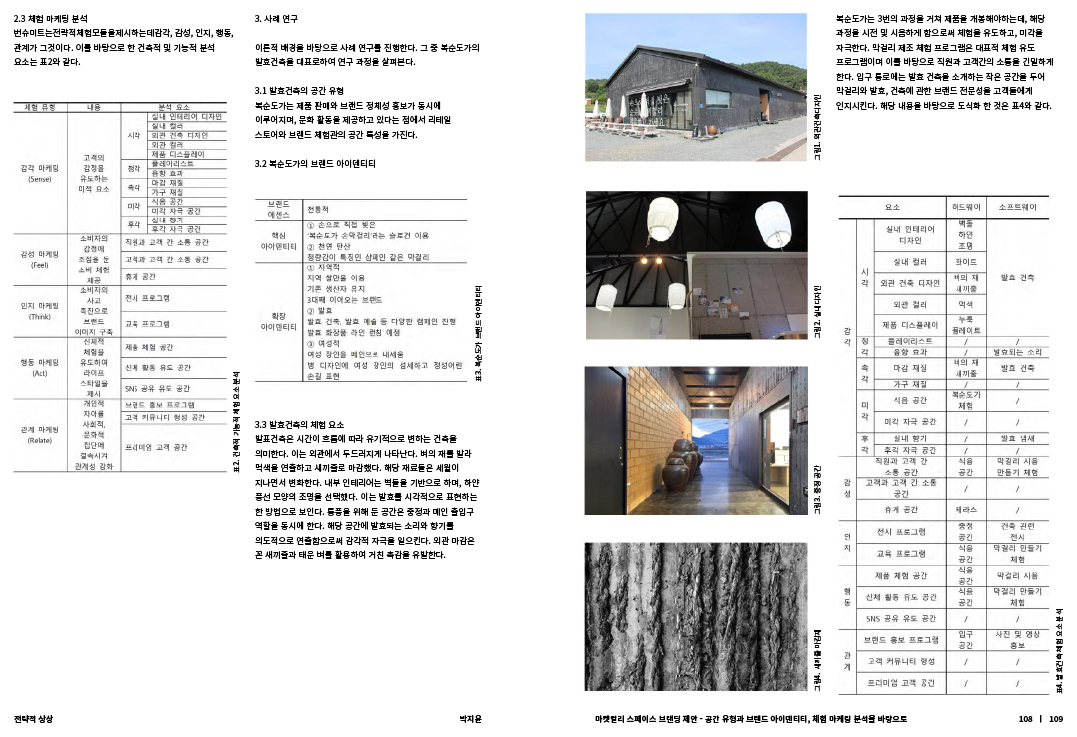 2.3 체험 마케팅 분석
번슈미트는전략적체험모듈을제시하는데감각, 감성, 인지, 행동,
관계가 그것이다. 이를 바탕으로 한 건축적 및 기능적 분석
요소는 표2와 같다.
체험 유형 내용 분석 요소
감각 마케팅
(Sense)
고객의
감정을
유도하는
미적 요소
시각
실내 인테리어 디자인
실내 컬러
외관 건축 디자인
외관 컬러
제품 디스플레이
청각
플레이리스트
음향 효과
촉각
마감 재질
가구 재질
미각
식음 공간
미각 자극 공간
후각
실내 향기
후각 자극 공간
감성 마케팅
(Feel)
소비자의
감정에
초점을 둔
소비 체험
제공
직원과 고객 간 소통 공간
고객과 고객 간 소통 공간
휴게 공간
인지 마케팅
(Think)
소비자의
사고
촉진으로
브랜드
이미지 구축
전시 프로그램
교육 프로그램
행동 마케팅
(Act)
신체적
체험을
유도하여
라이프
스타일을
제시
제품 체험 공간
신체 활동 유도 공간
SNS 공유 유도 공간
관계 마케팅
(Relate)
개인적
자아를
사회적,
문화적
집단에
결속시켜
관계성 강화
브랜드 홍보 프로그램
고객 커뮤니티 형성 공간
프리미엄 고객 공간
표2. 건축적 기능적 체험 요소 분석
3. 사례 연구
이론적 배경을 바탕으로 사례 연구를 진행한다. 그 중 복순도가의
발효건축을 대표로하여 연구 과정을 살펴본다.
3.1 발효건축의 공간 유형
복순도가는 제품 판매와 브랜드 정체성 홍보가 동시에
이루어지며, 문화 활동을 제공하고 있다는 점에서 리테일
스토어와 브랜드 체험관의 공간 특성을 가진다.
3.2 복순도가의 브랜드 아이덴티티
브랜드
에센스
전통적
핵심
아이덴티티
① 손으로 직접 빚은
'복순도가 손막걸리'라는 슬로건 이용
② 천연 탄산
청량감이 특징인 샴페인 같은 막걸리
확장
아이덴티티
① 지역적
지역 쌀만을 이용
기존 생산자 유지
3대째 이어오는 브랜드
② 발효
발효 건축, 발효 예술 등 다양한 캠페인 진행
발효 화장품 라인 런칭 예정
③ 여성적
여성 장인을 메인으로 내세움
병 디자인에 여성 장인의 섬세하고 정성어린
손길 표현
표3. 복순도가 브랜드 아이덴티티
3.3 발효건축의 체험 요소
발효건축은 시간이 흐름에 따라 유기적으로 변하는 건축을
의미한다. 이는 외관에서 두드러지게 나타난다. 벼의 재를 발라
먹색을 연출하고 새끼줄로 마감했다. 해당 재료들은 세월이
지나면서 변화한다. 내부 인테리어는 벽돌을 기반으로 하며, 하얀
풍선 모양의 조명을 선택했다. 이는 발효를 시각적으로 표현하는
한 방법으로 보인다. 통풍을 위해 둔 공간은 중정과 메인 출입구
역할을 동시에 한다. 해당 공간에 발효되는 소리와 향기를
의도적으로 연출함으로써 감각적 자극을 일으킨다. 외관 마감은
꼰 새끼줄과 태운 벼를 활용하여 거친 촉감을 유발한다.
그림1. 외관건축디자인
그림2. 실내디자인
그림3. 중정 공간
그림4. 새끼줄 마감재
복순도가는 3번의 과정을 거쳐 제품을 개봉해야하는데, 해당
과정을 시전 및 시음하게 함으로써 체험을 유도하고, 미각을
자극한다. 막걸리 제조 체험 프로그램은 대표적 체험 유도
프로그램이며 이를 바탕으로 직원과 고객간의 소통을 긴밀하게
한다. 입구 통로에는 발효 건축을 소개하는 작은 공간을 두어
막걸리와 발효, 건축에 관한 브랜드 전문성을 고객들에게
인지시킨다. 해당 내용을 바탕으로 도식화 한 것은 표4와 같다.
요소 하드웨어 소프트웨어
감각
시각
실내 인테리어 디자인 벽돌 하얀 조명
실내 컬러 화이트
외관 건축 디자인 벼의 재 새끼줄
외관 컬러 먹색
제품 디스플레이 누룩 플레이트
발효 건축
청각
플레이리스트 / /
음향 효과 / 발효되는 소리
촉각
마감 재질 벼의 재 새끼줄 발효 건축
가구 재질 / /
미각
식음 공간 복순도가 체험 /
미각 자극 공간 / /
후각
실내 향기 / 발효 냄새
후각 자극 공간 / /
감성
직원과 고객 간 소통 공간 식음 공간 막걸리 시음 만들기 체험
고객과 고객 간 소통 공간 / /
휴게 공간 테라스 /
인지
전시 프로그램 중정 공간 건축 관련 전시
교육 프로그램 식음 공간 막걸리 만들기 체험
행동
제품 체험 공간 식음 공간 막걸리 시음
신체 활동 유도 공간 식음 공간 막걸리 만들기 체험
SNS 공유 유도 공간 / /
관계
브랜드 홍보 프로그램 입구 공간 사진 및 영상 홍보
고객 커뮤니티 형성 / /
프리미엄 고객 공간 / /
표4. 발효건축 체험 요소 분석
전략적 상상 박지윤
마켓컬리 스페이스 브랜딩 제안 - 공간 유형과 브랜드 아이덴티티, 체험 마케팅 분석을 바탕으로 108 | 109